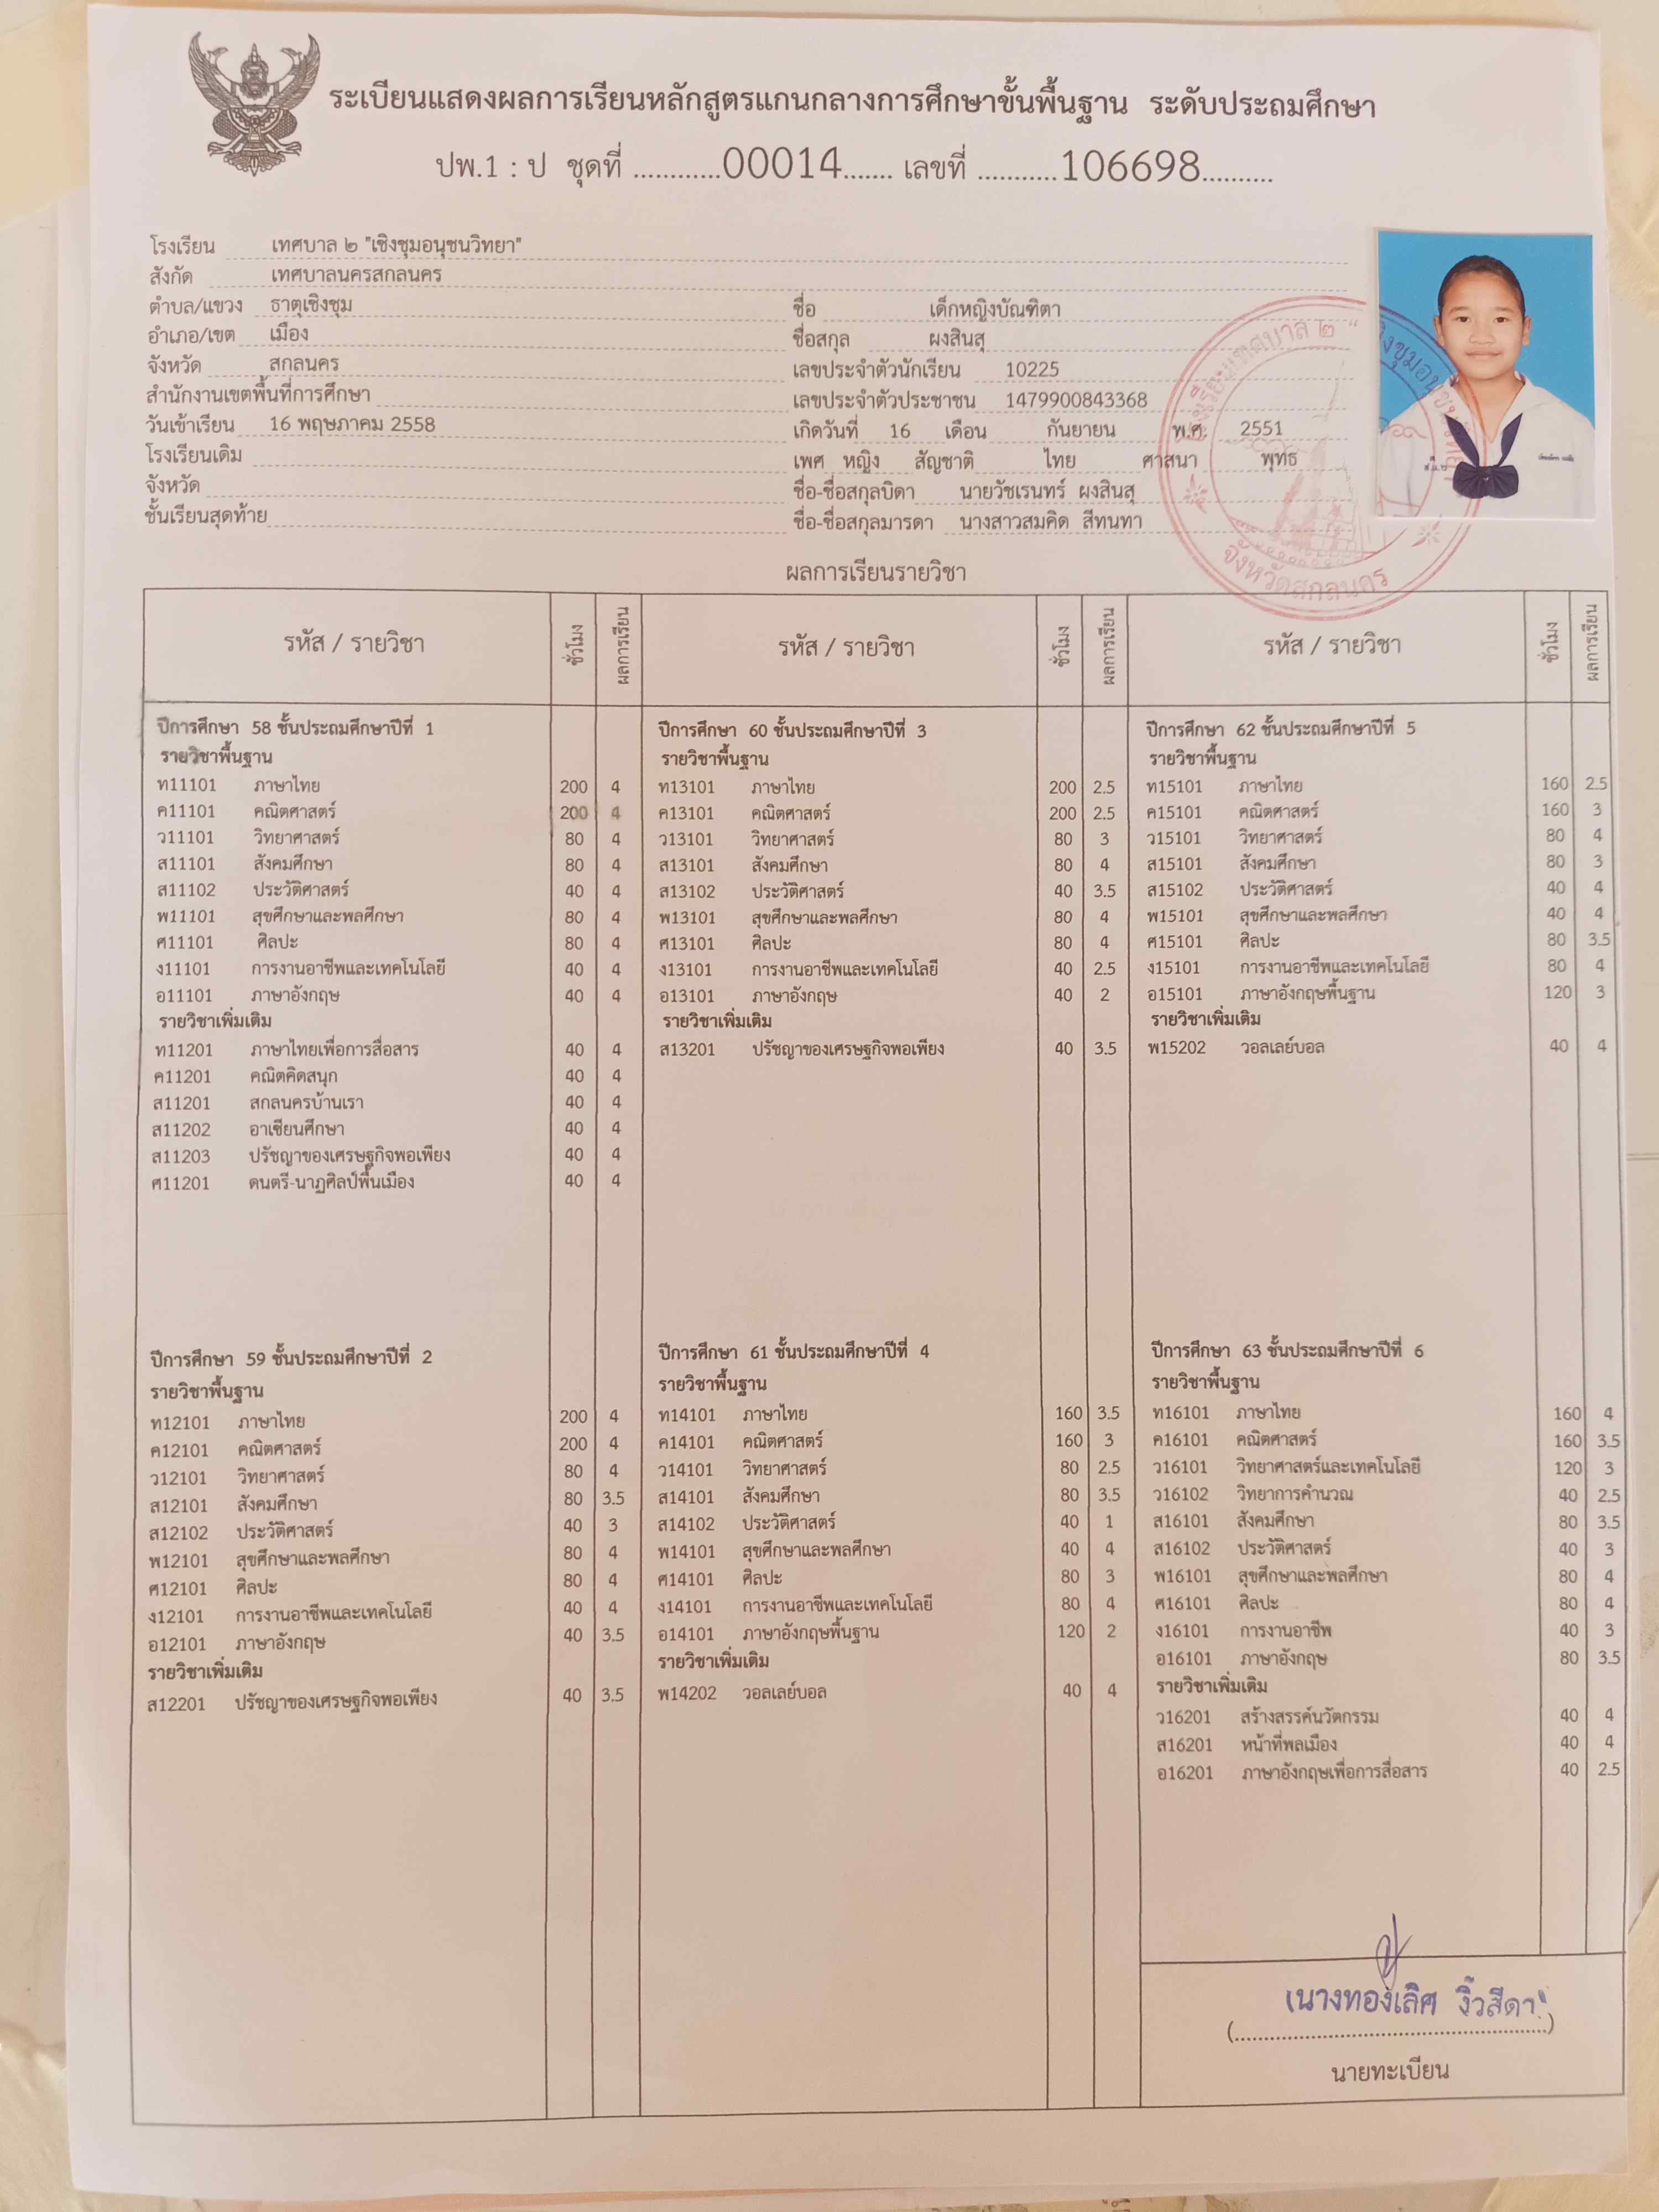 ระเบียนแสดงผลการเรียนหลักสูตรแกนกลางการศึกษาขั้นพื้นฐาน ระดับประถมศึกษา
ปพ.1 : ป ชุดที่ ............00014....... เลขที่ ...........106698..........
โรงเรียน เทศบาล ๒ "เชิงชุมอนุชนวิทยา"
สังกัด เทศบาลนครสกลนคร
ตำบล/แขวง ธาตุเชิงชุม
อำเภอ/เขต เมือง
จังหวัด สกลนคร
สำนักงานเขตพื้นที่การศึกษา
วันเข้าเรียน 16 พฤษภาคม 2558
โรงเรียนเดิม
จังหวัด
ชั้นเรียนสุดท้าย
ชื่อ เด็กหญิงบัณฑิตา
ชื่อสกุล ผงสินสุ
เลขประจำตัวนักเรียน 10225
เลขประจำตัวประชาชน 1479900843368
เกิดวันที่ 16 เดือน กันยายน พ.ศ. 2551
เพศ หญิง สัญชาติ ไทย ศาสนา พุทธ
ชื่อ-ชื่อสกุลบิดา นายวัชเรนทร์ ผงสินสุ
ชื่อ-ชื่อสกุลมารดา นางสาวสมคิด สีทนทา
จังหวัดสกลนคร
ผลการเรียนรายวิชา
รหัส / รายวิชา ชั่วโมง ผลการเรียน รหัส / รายวิชา ชั่วโมง ผลการเรียน รหัส / รายวิชา ชั่วโมง ผลการเรียน
ปีการศึกษา 58 ชั้นประถมศึกษาปีที่ 1
รายวิชาพื้นฐาน
ท11101 ภาษาไทย 200 4
ค11101 คณิตศาสตร์ 200 4
ว11101 วิทยาศาสตร์ 80 4
ส11101 สังคมศึกษา 80 4
ส11102 ประวัติศาสตร์ 40 4
พ11101 สุขศึกษาและพลศึกษา 80 4
ศ11101 ศิลปะ 80 4
ง11101 การงานอาชีพและเทคโนโลยี 40 4
อ11101 ภาษาอังกฤษ 40 4
รายวิชาเพิ่มเติม
ท11201 ภาษาไทยเพื่อการสื่อสาร 40 4
ค11201 คณิตคิดสนุก 40 4
ส11201 สกลนครบ้านเรา 40 4
ส11202 อาเซียนศึกษา 40 4
ส11203 ปรัชญาของเศรษฐกิจพอเพียง 40 4
ศ11201 ดนตรี-นาฏศิลป์พื้นเมือง 40 4
ปีการศึกษา 59 ชั้นประถมศึกษาปีที่ 2
รายวิชาพื้นฐาน
ท12101 ภาษาไทย 200 4
ค12101 คณิตศาสตร์ 200 4
ว12101 วิทยาศาสตร์ 80 4
ส12101 สังคมศึกษา 80 3.5
ส12102 ประวัติศาสตร์ 40 3
พ12101 สุขศึกษาและพลศึกษา 80 4
ศ12101 ศิลปะ 80 4
ง12101 การงานอาชีพและเทคโนโลยี 40 4
อ12101 ภาษาอังกฤษ 40 3.5
รายวิชาเพิ่มเติม
ส12201 ปรัชญาของเศรษฐกิจพอเพียง 40 3.5
ปีการศึกษา 60 ชั้นประถมศึกษาปีที่ 3
รายวิชาพื้นฐาน
ท13101 ภาษาไทย 200 2.5
ค13101 คณิตศาสตร์ 200 2.5
ว13101 วิทยาศาสตร์ 80 3
ส13101 สังคมศึกษา 80 4
ส13102 ประวัติศาสตร์ 40 3.5
พ13101 สุขศึกษาและพลศึกษา 80 4
ศ13101 ศิลปะ 80 4
ง13101 การงานอาชีพและเทคโนโลยี 40 2.5
อ13101 ภาษาอังกฤษ 40 2
รายวิชาเพิ่มเติม
ส13201 ปรัชญาของเศรษฐกิจพอเพียง 40 3.5
ปีการศึกษา 61 ชั้นประถมศึกษาปีที่ 4
รายวิชาพื้นฐาน
ท14101 ภาษาไทย 160 3.5
ค14101 คณิตศาสตร์ 160 3
ว14101 วิทยาศาสตร์ 80 2.5
ส14101 สังคมศึกษา 80 3.5
ส14102 ประวัติศาสตร์ 40 1
พ14101 สุขศึกษาและพลศึกษา 40 4
ศ14101 ศิลปะ 80 3
ง14101 การงานอาชีพและเทคโนโลยี 80 4
อ14101 ภาษาอังกฤษพื้นฐาน 120 2
รายวิชาเพิ่มเติม
พ14202 วอลเลย์บอล 40 4
ปีการศึกษา 62 ชั้นประถมศึกษาปีที่ 5
รายวิชาพื้นฐาน
ท15101 ภาษาไทย 160 2.5
ค15101 คณิตศาสตร์ 160 3
ว15101 วิทยาศาสตร์ 80 4
ส15101 สังคมศึกษา 80 3
ส15102 ประวัติศาสตร์ 40 4
พ15101 สุขศึกษาและพลศึกษา 40 4
ศ15101 ศิลปะ 80 3.5
ง15101 การงานอาชีพและเทคโนโลยี 80 4
อ15101 ภาษาอังกฤษพื้นฐาน 120 3
รายวิชาเพิ่มเติม
พ15202 วอลเลย์บอล 40 4
ปีการศึกษา 63 ชั้นประถมศึกษาปีที่ 6
รายวิชาพื้นฐาน
ท16101 ภาษาไทย 160 4
ค16101 คณิตศาสตร์ 160 3.5
ว16101 วิทยาศาสตร์และเทคโนโลยี 120 3
ว16102 วิทยาการคำนวณ 40 2.5
ส16101 สังคมศึกษา 80 3.5
ส16102 ประวัติศาสตร์ 40 3
พ16101 สุขศึกษาและพลศึกษา 80 4
ศ16101 ศิลปะ 80 4
ง16101 การงานอาชีพ 40 3
อ16101 ภาษาอังกฤษ 80 3.5
รายวิชาเพิ่มเติม
ว16201 สร้างสรรค์นวัตกรรม 40 4
ส16201 หน้าที่พลเมือง 40 4
อ16201 ภาษาอังกฤษเพื่อการสื่อสาร 40 2.5
(นางทองเลิศ งิ้วสีดา)
(......................................................)
นายทะเบียน